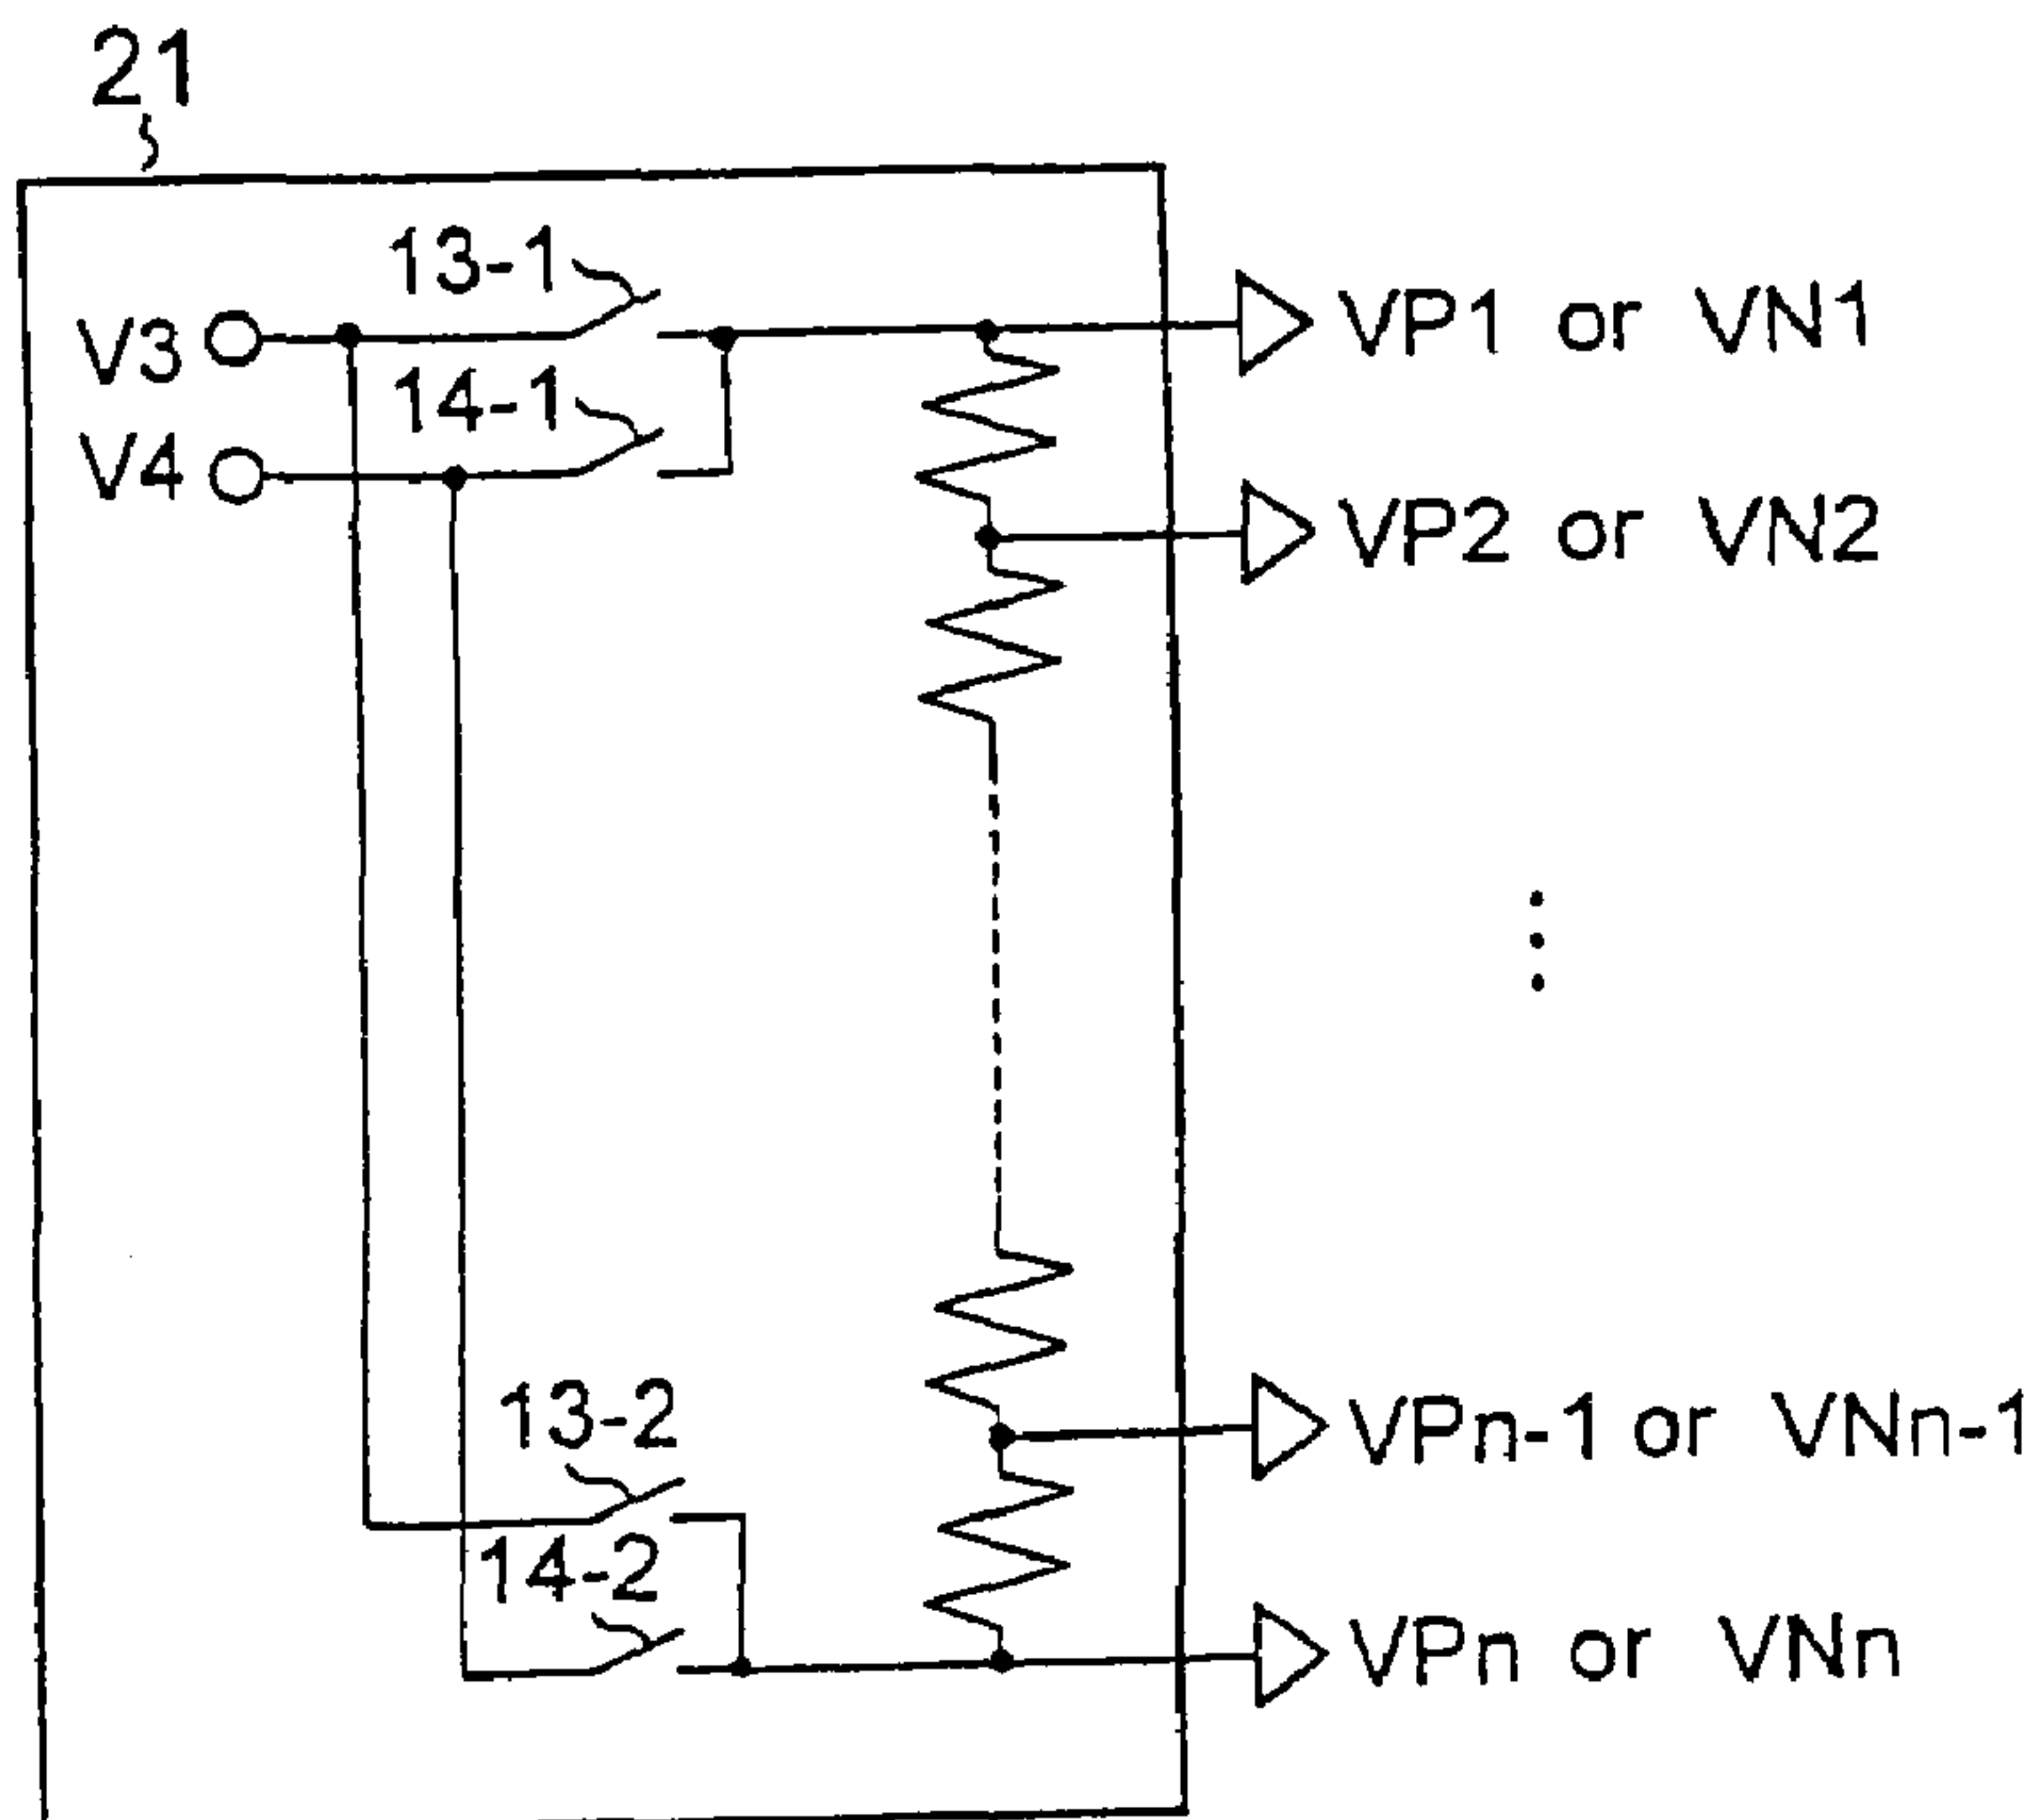 21
13-1
V3
VP1 or VN1
14-1
V4
VP2 or VN2
13-2
VPn-1 or VNn-1
14-2
VPn or VNn